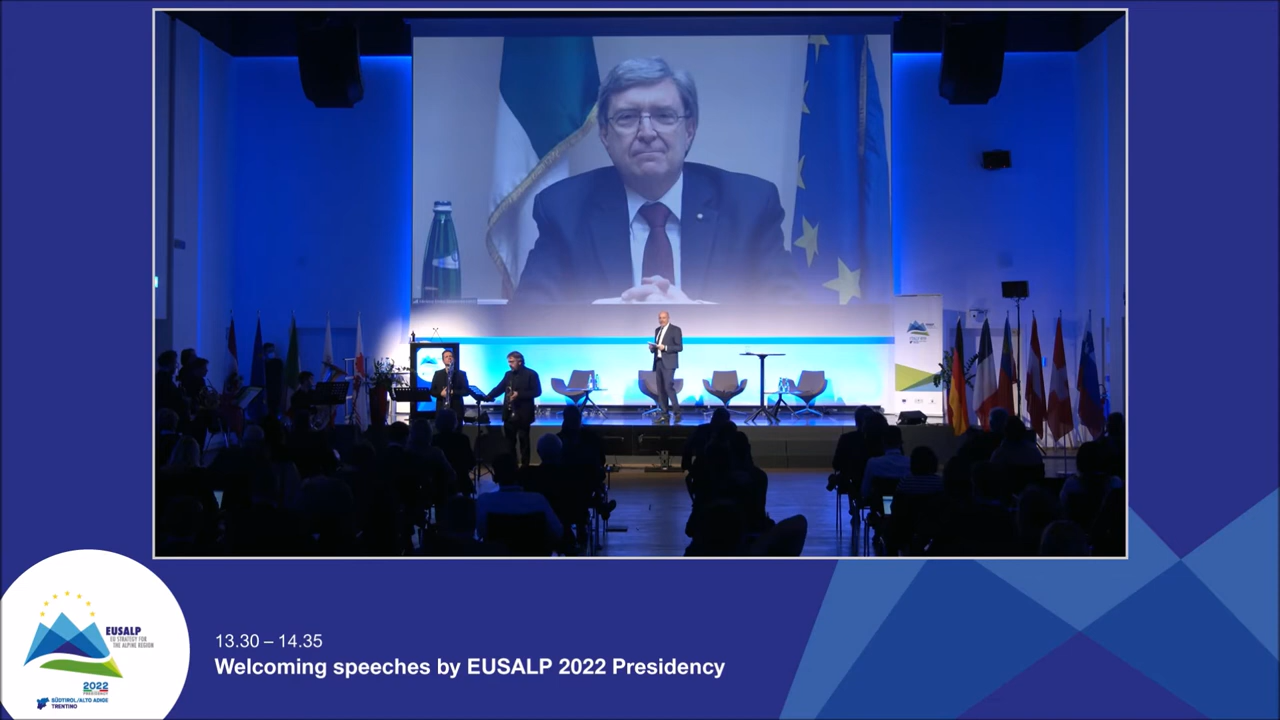 13.30 – 14.35
Welcoming speeches by EUSALP 2022 Presidency
EUSALP
EU STRATEGY FOR
THE ALPINE REGION
2022
PRESIDENCY
SÜDTIROL/ALTO ADIGE
TRENTINO